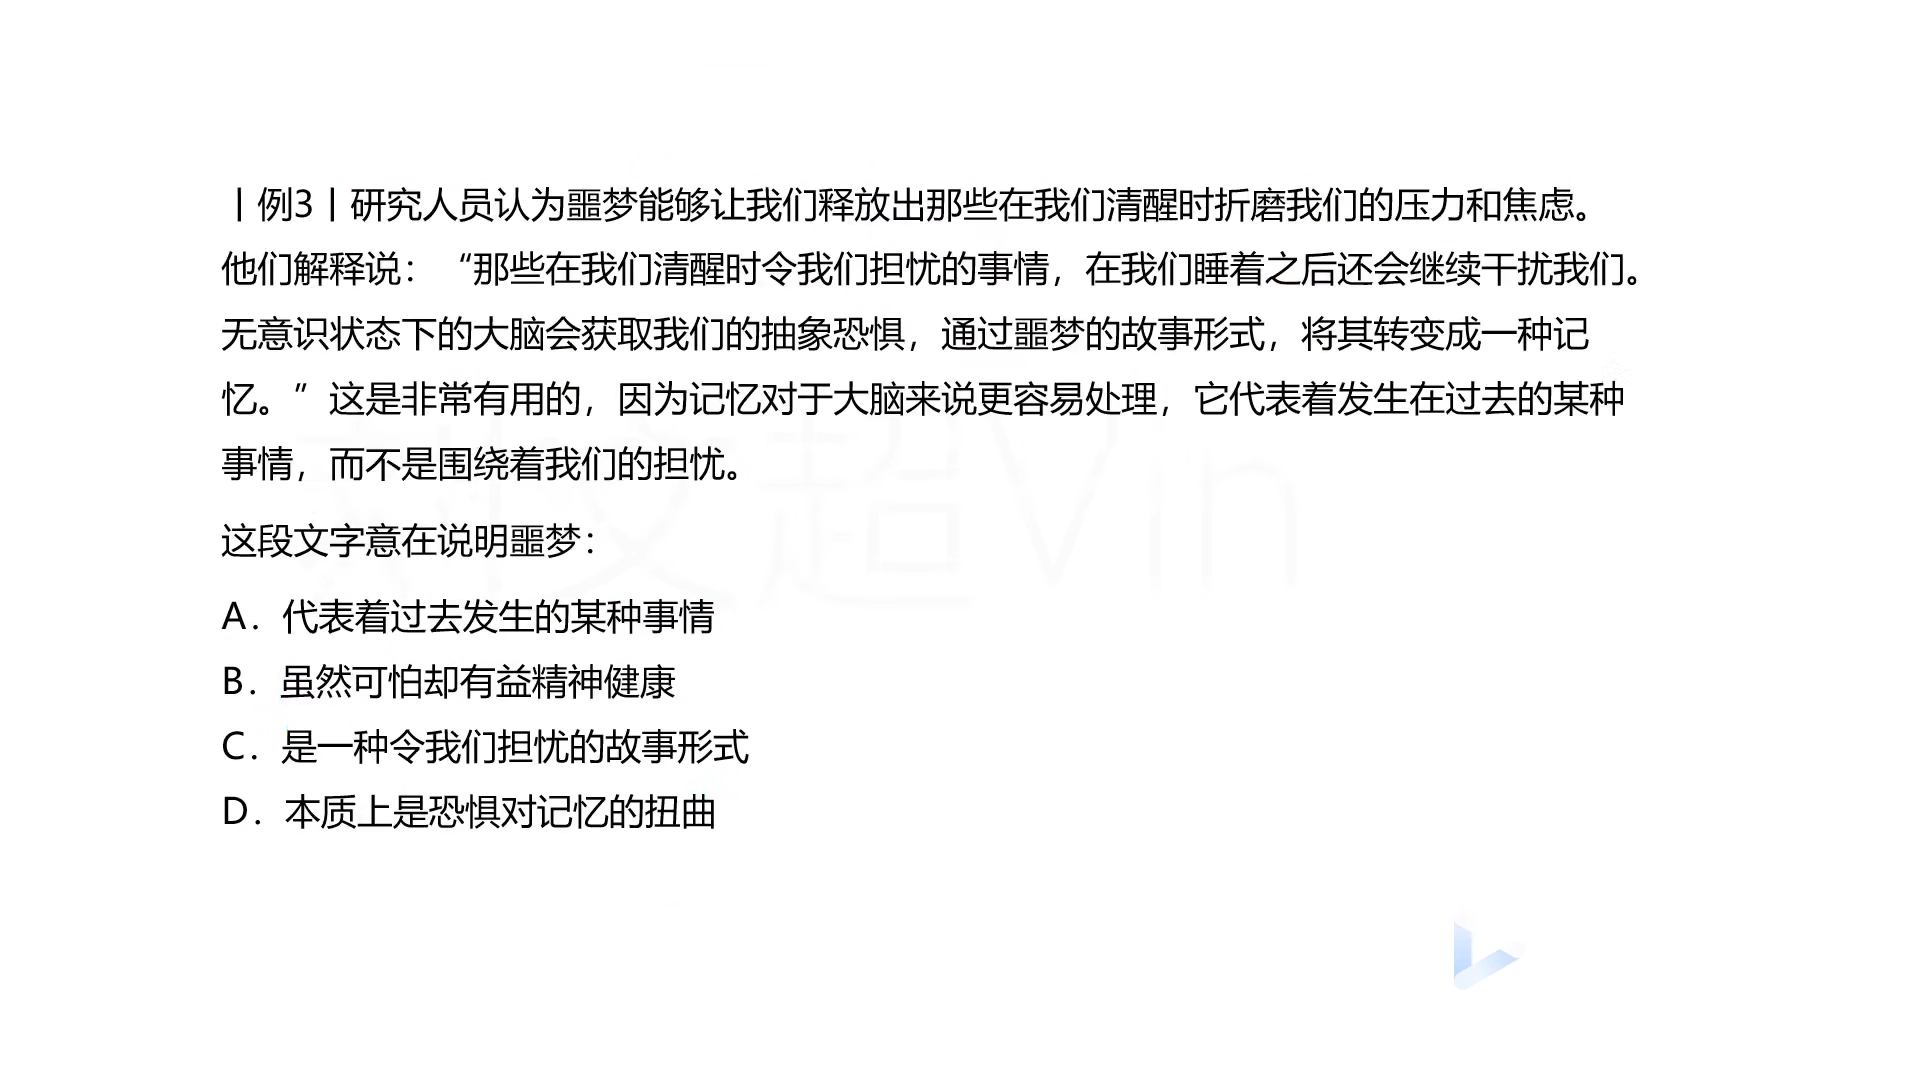 丨例3丨研究人员认为噩梦能够让我们释放出那些在我们清醒时折磨我们的压力和焦虑。
他们解释说：“那些在我们清醒时令我们担忧的事情，在我们睡着之后还会继续干扰我们。
无意识状态下的大脑会获取我们的抽象恐惧，通过噩梦的故事形式，将其转变成一种记
忆。”这是非常有用的，因为记忆对于大脑来说更容易处理，它代表着发生在过去的某种
事情，而不是围绕着我们的担忧。
这段文字意在说明噩梦：
A．代表着过去发生的某种事情
B．虽然可怕却有益精神健康
C．是一种令我们担忧的故事形式
D．本质上是恐惧对记忆的扭曲
刘文超Vin